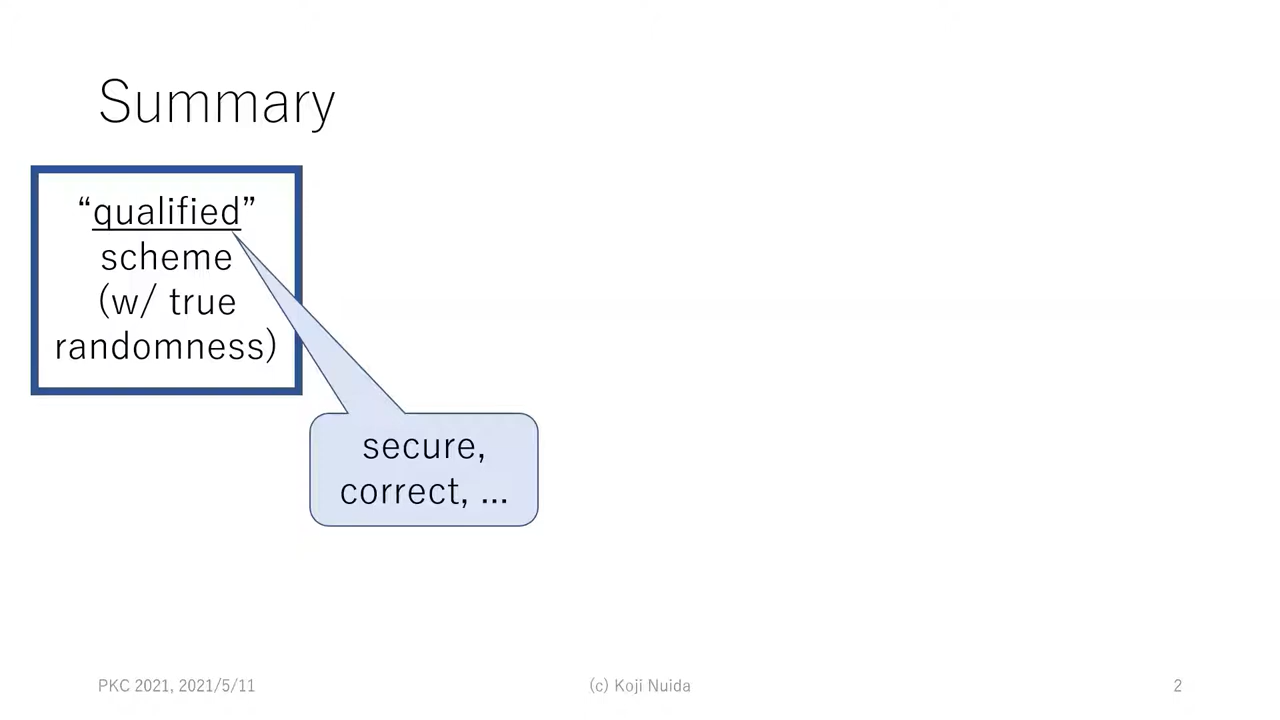 Summary
“qualified”
scheme
(w/ true
randomness)
secure,
correct, ...
PKC 2021, 2021/5/11
(c) Koji Nuida
2